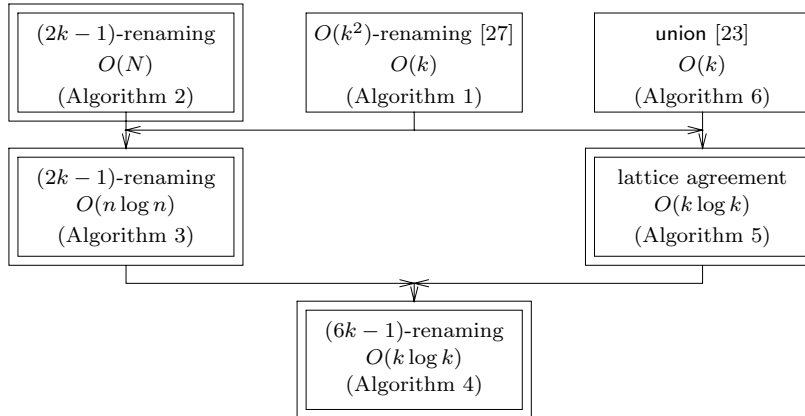 (2k − 1)-renaming
O(N)
(Algorithm 2)
O(k²)-renaming [27]
O(k)
(Algorithm 1)
union [23]
O(k)
(Algorithm 6)
(2k − 1)-renaming
O(n log n)
(Algorithm 3)
lattice agreement
O(k log k)
(Algorithm 5)
(6k − 1)-renaming
O(k log k)
(Algorithm 4)